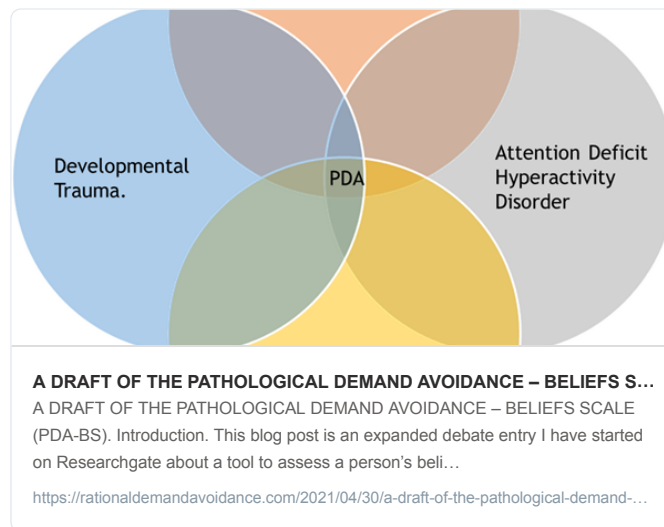 Developmental
Trauma.
PDA
Attention Deficit
Hyperactivity
Disorder
A DRAFT OF THE PATHOLOGICAL DEMAND AVOIDANCE – BELIEFS S…
A DRAFT OF THE PATHOLOGICAL DEMAND AVOIDANCE – BELIEFS SCALE
(PDA-BS). Introduction. This blog post is an expanded debate entry I have started
on Researchgate about a tool to assess a person’s beli…
https://rationaldemandavoidance.com/2021/04/30/a-draft-of-the-pathological-demand-…